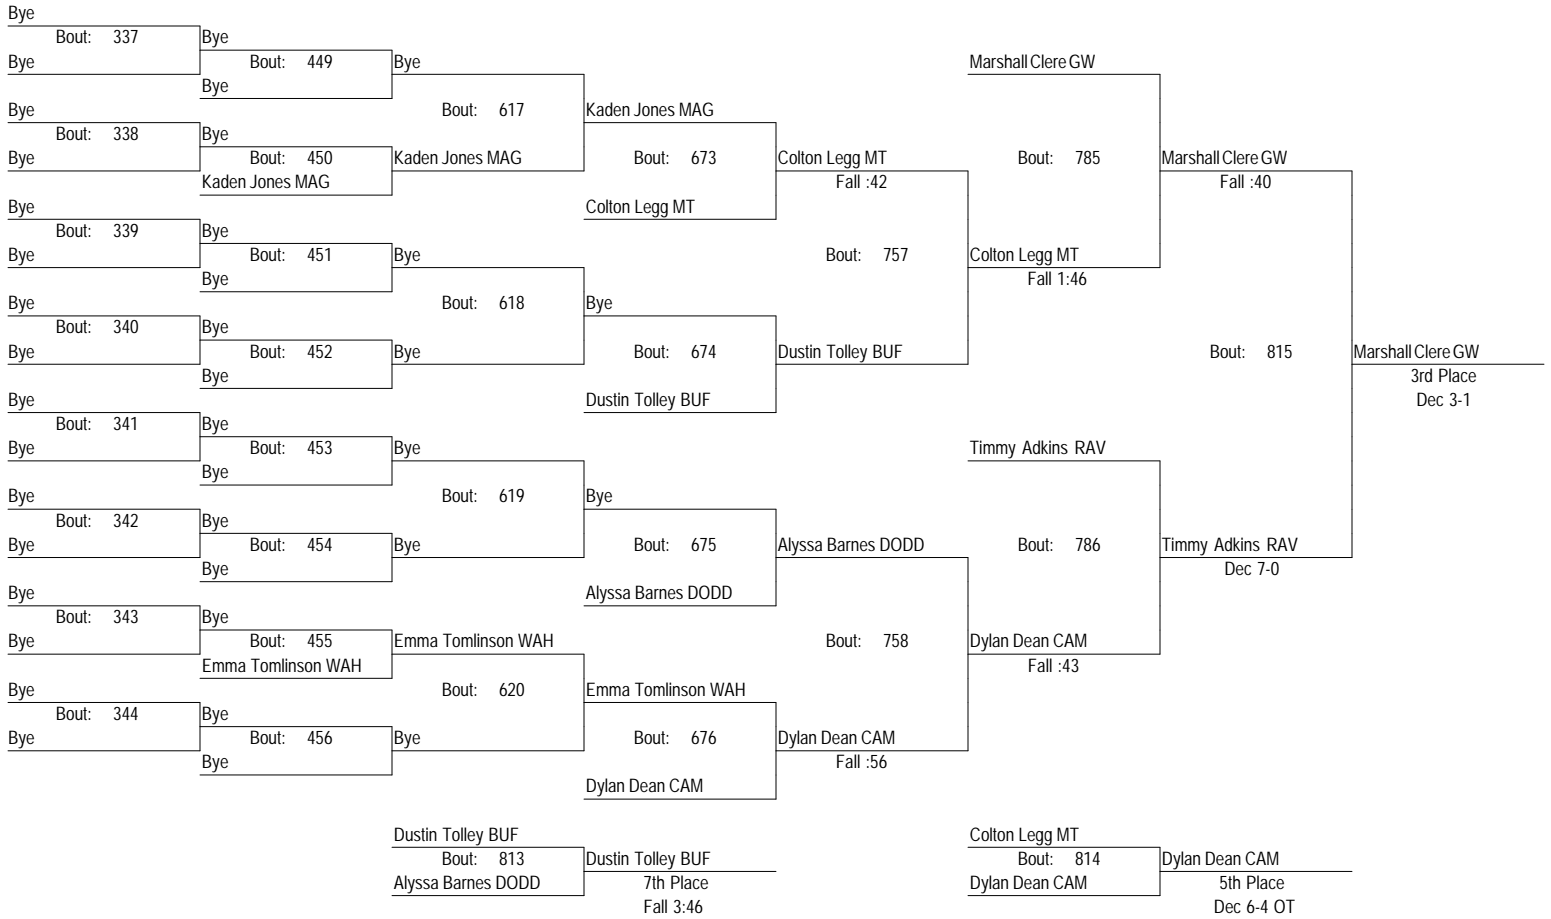 Bye
Bout: 337 Bye
Bye Bout: 449 Bye Marshall Clere GW
Bye
Bye Bout: 617 Kaden Jones MAG
Bout: 338 Bye
Bye Bout: 450 Kaden Jones MAG Bout: 673 Colton Legg MT Bout: 785 Marshall Clere GW
Kaden Jones MAG Fall :42 Fall :40
Bye Colton Legg MT
Bout: 339 Bye
Bye Bout: 451 Bye Bout: 757 Colton Legg MT
Bye Fall 1:46
Bye Bout: 618 Bye
Bout: 340 Bye
Bye Bout: 452 Bye Bout: 674 Dustin Tolley BUF Bout: 815 Marshall Clere GW
Bye 3rd Place
Bye Dustin Tolley BUF Dec 3-1
Bout: 341 Bye
Bye Bout: 453 Bye Timmy Adkins RAV
Bye
Bye Bout: 619 Bye
Bout: 342 Bye
Bye Bout: 454 Bye Bout: 675 Alyssa Barnes DODD Bout: 786 Timmy Adkins RAV
Bye Dec 7-0
Bye Alyssa Barnes DODD
Bout: 343 Bye
Bye Bout: 455 Emma Tomlinson WAH Bout: 758 Dylan Dean CAM
Emma Tomlinson WAH Fall :43
Bye Bout: 620 Emma Tomlinson WAH
Bout: 344 Bye
Bye Bout: 456 Bye Bout: 676 Dylan Dean CAM
Bye Fall :56
Dylan Dean CAM
Dustin Tolley BUF Colton Legg MT
Bout: 813 Dustin Tolley BUF Bout: 814 Dylan Dean CAM
Alyssa Barnes DODD 7th Place Dylan Dean CAM 5th Place
Fall 3:46 Dec 6-4 OT